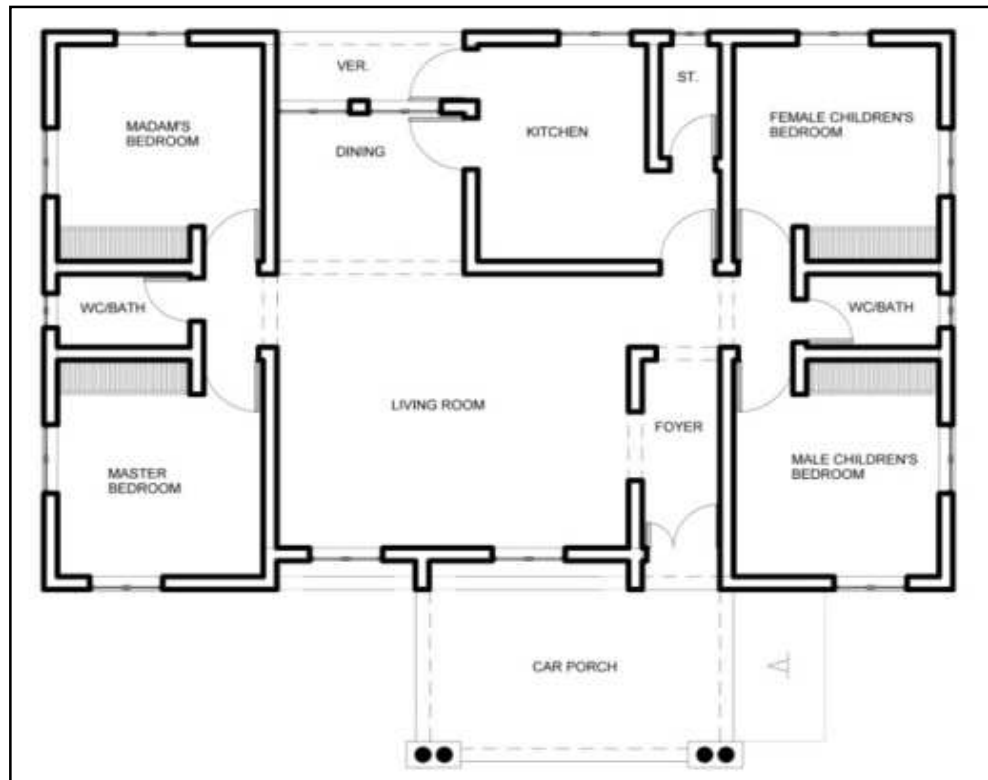 VER.
ST.
MADAM'S
BEDROOM
DINING
KITCHEN
FEMALE CHILDREN'S
BEDROOM
WC/BATH
WC/BATH
LIVING ROOM
FOYER
MASTER
BEDROOM
MALE CHILDREN'S
BEDROOM
CAR PORCH
A